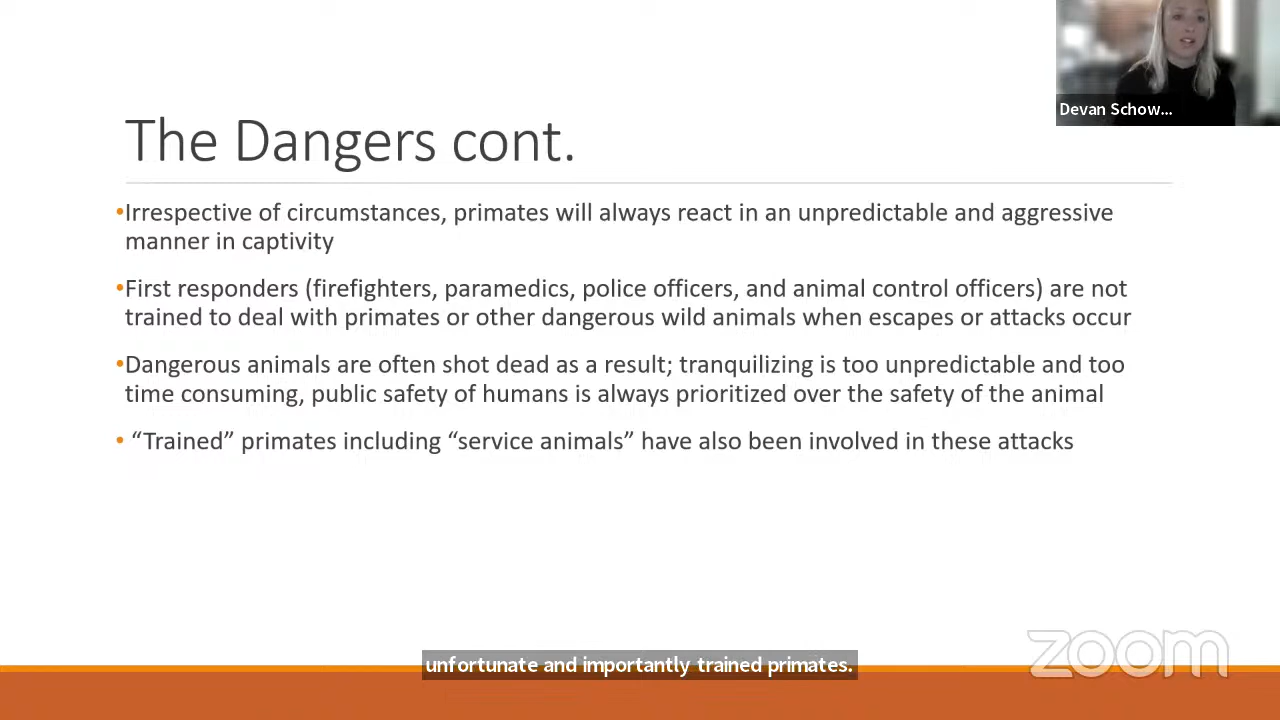 Devan Schow...
The Dangers cont.
•Irrespective of circumstances, primates will always react in an unpredictable and aggressive
manner in captivity
•First responders (firefighters, paramedics, police officers, and animal control officers) are not
trained to deal with primates or other dangerous wild animals when escapes or attacks occur
•Dangerous animals are often shot dead as a result; tranquilizing is too unpredictable and too
time consuming, public safety of humans is always prioritized over the safety of the animal
• “Trained” primates including “service animals” have also been involved in these attacks
zoom
unfortunate and importantly trained primates.